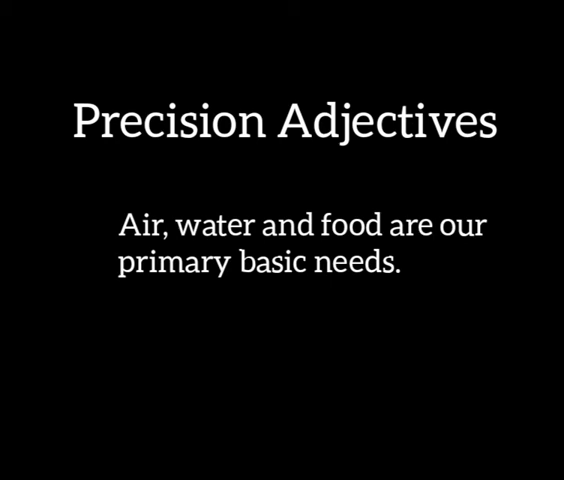 Precision Adjectives
Air, water and food are our
primary basic needs.